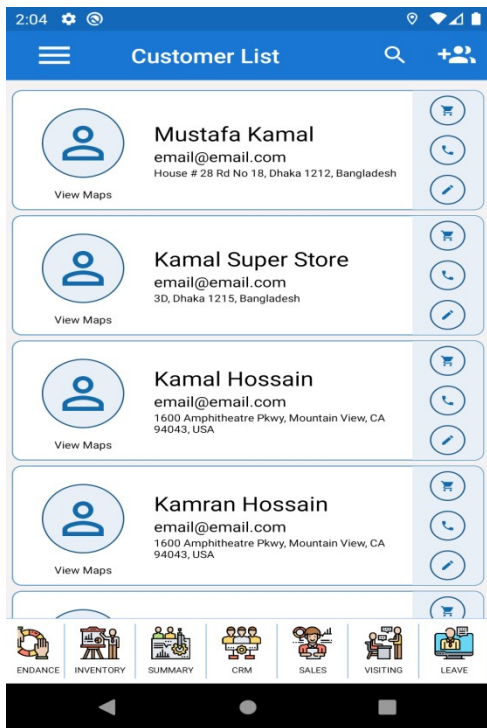 2:04
Customer List
Mustafa Kamal
email@email.com
House # 28 Rd No 18, Dhaka 1212, Bangladesh
View Maps
Kamal Super Store
email@email.com
3D, Dhaka 1215, Bangladesh
View Maps
Kamal Hossain
email@email.com
1600 Amphitheatre Pkwy, Mountain View, CA
94043, USA
View Maps
Kamran Hossain
email@email.com
1600 Amphitheatre Pkwy, Mountain View, CA
94043, USA
View Maps
ENDANCE INVENTORY SUMMARY CRM SALES VISITING LEAVE